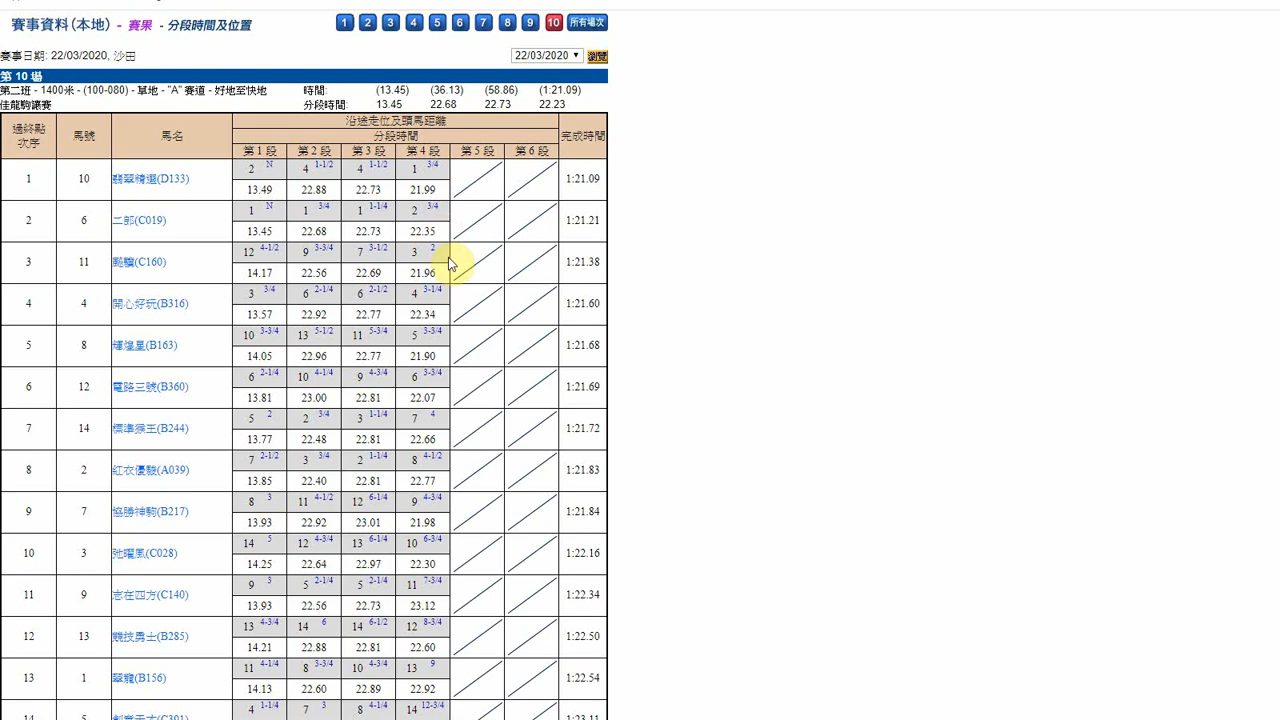 賽事資料(本地) - 賽果 - 分段時間及位置 1 2 3 4 5 6 7 8 9 10 所有場次
賽事日期: 22/03/2020, 沙田 22/03/2020 瀏覽
第 10 場
第二班 - 1400米 - (100-080) - 草地 - "A" 賽道 - 好地至快地 時間: (13.45) (36.13) (58.86) (1:21.09)
佳龍駒讓賽 分段時間: 13.45 22.68 22.73 22.23
過終點次序 馬號 馬名 沿途走位及頭馬距離 完成時間
分段時間
第 1 段 第 2 段 第 3 段 第 4 段 第 5 段 第 6 段
1 10 翡翠精選(D133) 2 N 4 1-1/2 4 1-1/2 1 3/4 1:21.09
13.49 22.88 22.73 21.99
2 6 二郎(C019) 1 N 1 3/4 1 1-1/4 2 3/4 1:21.21
13.45 22.68 22.73 22.35
3 11 (C160) 12 4-1/2 9 3-3/4 7 3-1/2 3 2 1:21.38
14.17 22.56 22.69 21.96
4 4 開心好玩(B316) 3 3/4 6 2-1/4 6 2-1/2 4 3-1/4 1:21.60
13.57 22.92 22.77 22.34
5 8 輝煌星(B163) 10 3-3/4 13 5-1/2 11 5-3/4 5 3-3/4 1:21.68
14.05 22.96 22.77 21.90
6 12 電路三號(B360) 6 2-1/4 10 4-1/4 9 4-3/4 6 3-3/4 1:21.69
13.81 23.00 22.81 22.07
7 14 標準猴王(B244) 5 2 2 3/4 3 1-1/4 7 4 1:21.72
13.77 22.48 22.81 22.66
8 2 紅衣優駿(A039) 7 2-1/2 3 3/4 2 1-1/4 8 4-1/2 1:21.83
13.85 22.40 22.81 22.77
9 7 協勝神駒(B217) 8 3 11 4-1/2 12 6-1/4 9 4-3/4 1:21.84
13.93 22.92 23.01 21.98
10 3 弛曜風(C028) 14 5 12 4-3/4 13 6-1/4 10 6-3/4 1:22.16
14.25 22.64 22.97 22.30
11 9 志在四方(C140) 9 3 5 2-1/4 5 2-1/4 11 7-3/4 1:22.34
13.93 22.56 22.73 23.12
12 13 競技勇士(B285) 13 4-3/4 14 6 14 6-1/2 12 8-3/4 1:22.50
14.21 22.88 22.81 22.60
13 1 翠龍(B156) 11 4-1/4 8 3-3/4 10 4-3/4 13 9 1:22.54
14.13 22.60 22.89 22.92
14 5 (C391) 4 1-1/4 7 3 8 4-1/4 14 12-3/4 1:23.11